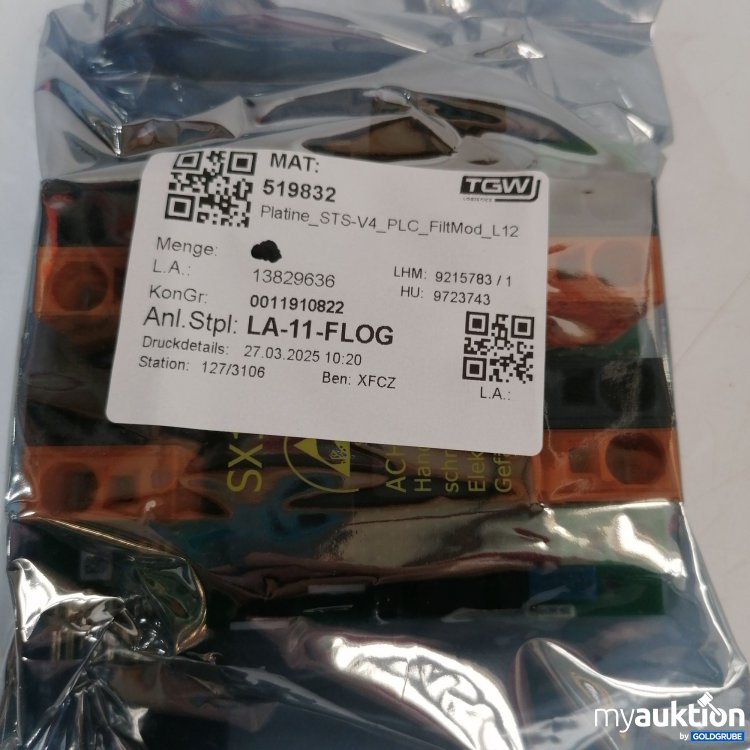 MAT:
519832
TGW
Platine_STS-V4_PLC_FiltMod_L12
Menge:
L.A.: 13829636
LHM: 9215783 / 1
HU: 9723743
KonGr: 0011910822
Anl.Stpl: LA-11-FLOG
Druckdetails: 27.03.2025 10:20
Station: 127/3106 Ben: XFCZ
L.A.:
myauktion
by GOLDGRUBE